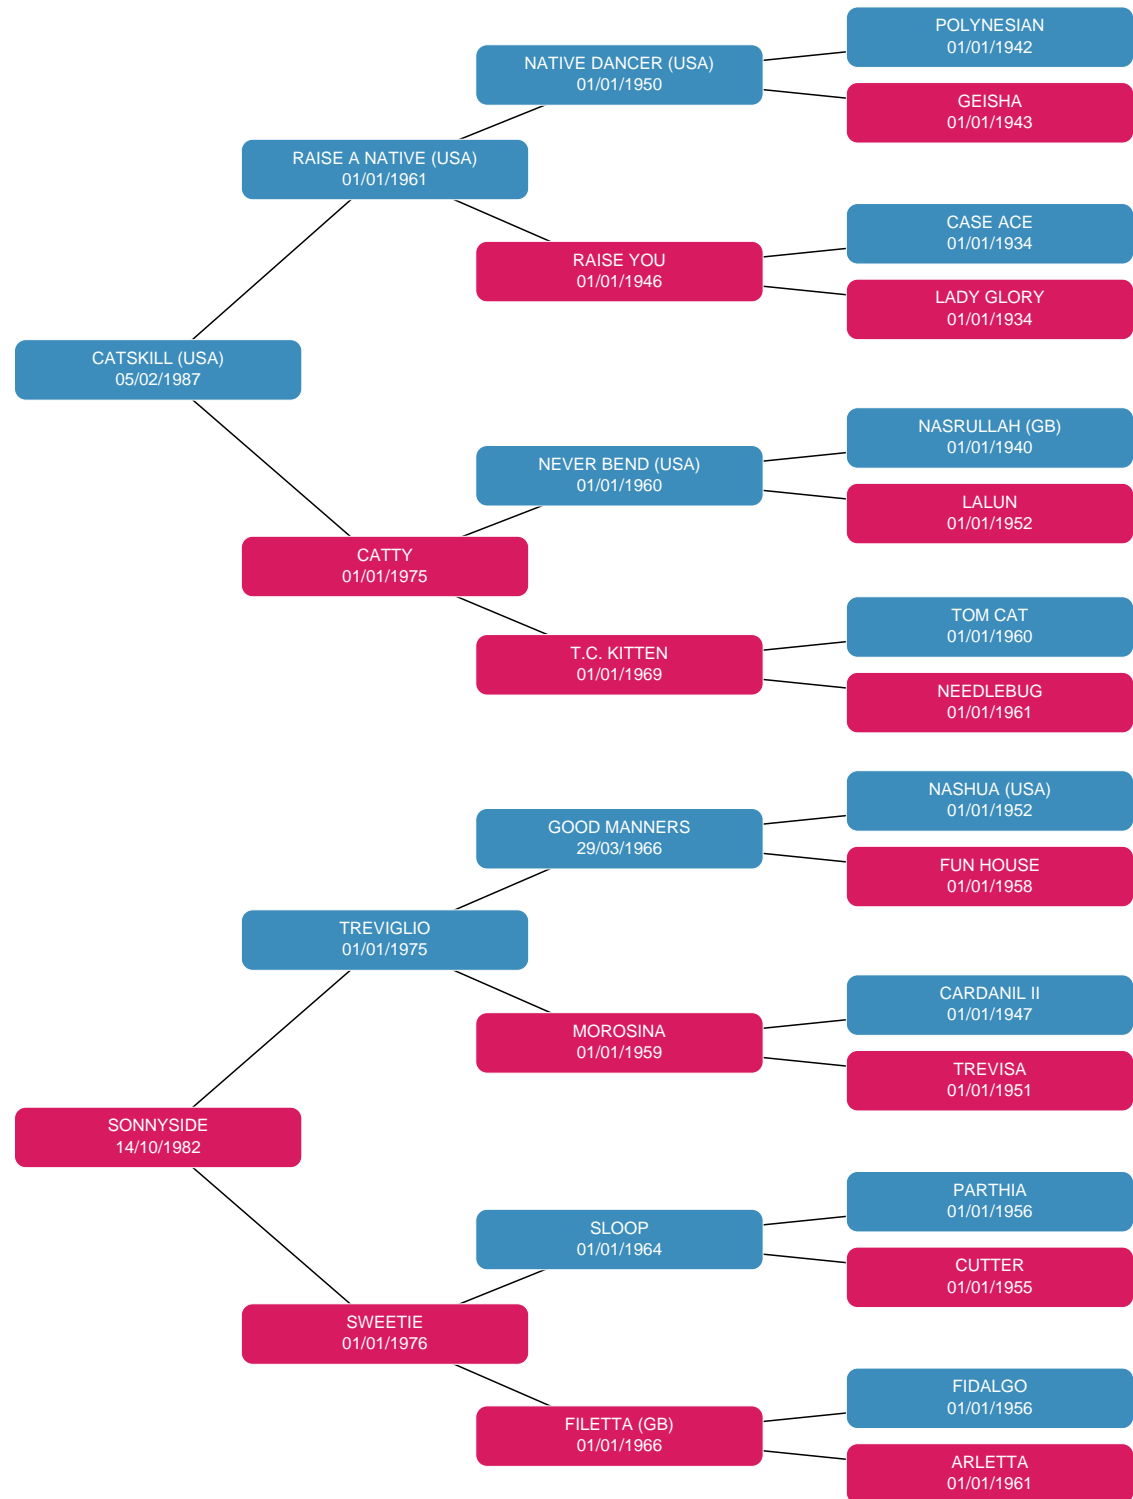 POLYNESIAN
01/01/1942
NATIVE DANCER (USA)
01/01/1950
GEISHA
01/01/1943
RAISE A NATIVE (USA)
01/01/1961
CASE ACE
01/01/1934
RAISE YOU
01/01/1946
LADY GLORY
01/01/1934
CATSKILL (USA)
05/02/1987
NASRULLAH (GB)
01/01/1940
NEVER BEND (USA)
01/01/1960
LALUN
01/01/1952
CATTY
01/01/1975
TOM CAT
01/01/1960
T.C. KITTEN
01/01/1969
NEEDLEBUG
01/01/1961
NASHUA (USA)
01/01/1952
GOOD MANNERS
29/03/1966
FUN HOUSE
01/01/1958
TREVIGLIO
01/01/1975
CARDANIL II
01/01/1947
MOROSINA
01/01/1959
TREVISA
01/01/1951
SONNYSIDE
14/10/1982
PARTHIA
01/01/1956
SLOOP
01/01/1964
CUTTER
01/01/1955
SWEETIE
01/01/1976
FIDALGO
01/01/1956
FILETTA (GB)
01/01/1966
ARLETTA
01/01/1961